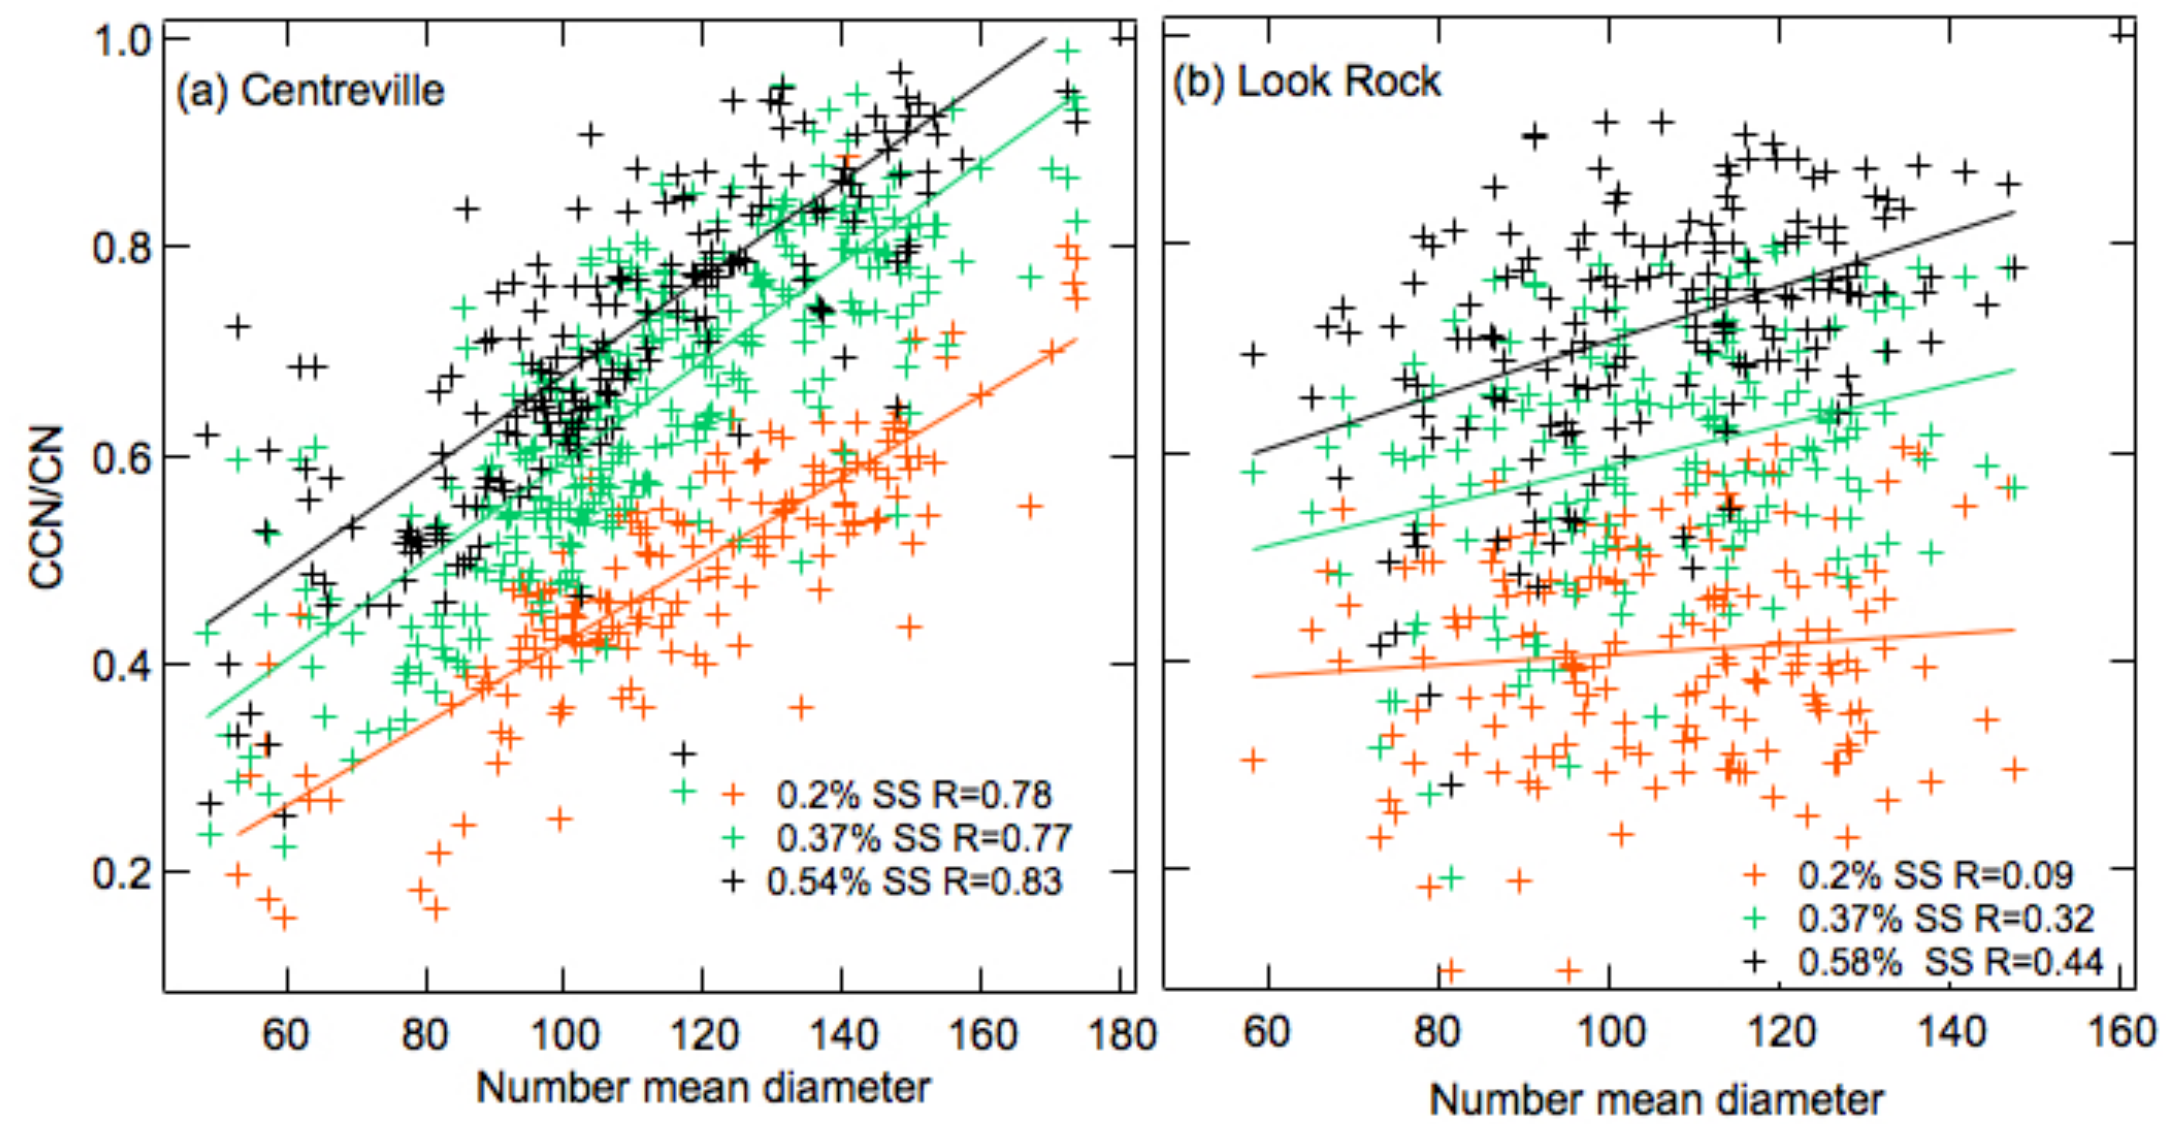 CCN/CN
1.0
0.8
0.6
0.4
0.2
(a) Centreville
0.2% SS R=0.78
0.37% SS R=0.77
0.54% SS R=0.83
60 80 100 120 140 160 180
Number mean diameter
(b) Look Rock
0.2% SS R=0.09
0.37% SS R=0.32
0.58% SS R=0.44
60 80 100 120 140 160
Number mean diameter